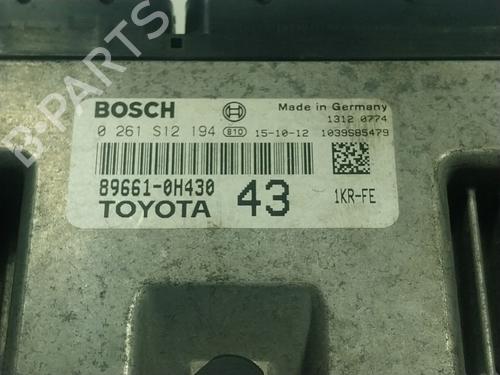 B-PARTS
BOSCH
Made in Germany
1312 0774
0 261 S12 194 810 15-10-12 1039S85479
89661-0H430
TOYOTA 43 1KR-FE